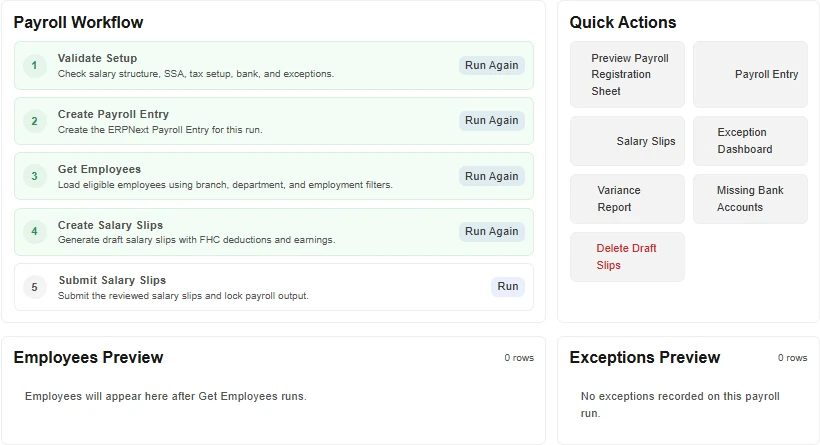 Payroll Workflow
1
Validate Setup
Run Again
Check salary structure, SSA, tax setup, bank, and exceptions.
2
Create Payroll Entry
Run Again
Create the ERPNext Payroll Entry for this run.
3
Get Employees
Run Again
Load eligible employees using branch, department, and employment filters.
4
Create Salary Slips
Run Again
Generate draft salary slips with FHC deductions and earnings.
5
Submit Salary Slips
Run
Submit the reviewed salary slips and lock payroll output.
Quick Actions
Preview Payroll
Registration
Sheet
Payroll Entry
Salary Slips
Exception
Dashboard
Variance
Report
Missing Bank
Accounts
Delete Draft
Slips
Employees Preview
0 rows
Employees will appear here after Get Employees runs.
Exceptions Preview
0 rows
No exceptions recorded on this payroll
run.